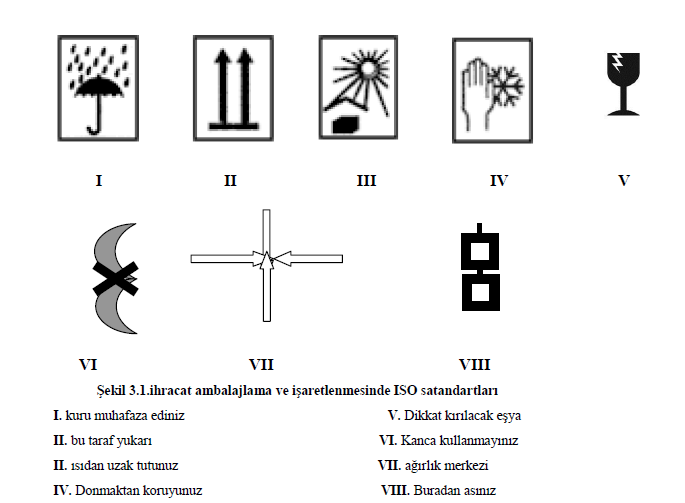 I II III IV V
VI VII VIII
Şekil 3.1.ihracat ambalajlama ve işaretlenmesinde ISO satandartları
I. kuru muhafaza ediniz V. Dikkat kırılacak eşya
II. bu taraf yukarı VI. Kanca kullanmayınız
II. ısıdan uzak tutunuz VII. ağırlık merkezi
IV. Donmaktan koruyunuz VIII. Buradan asınız